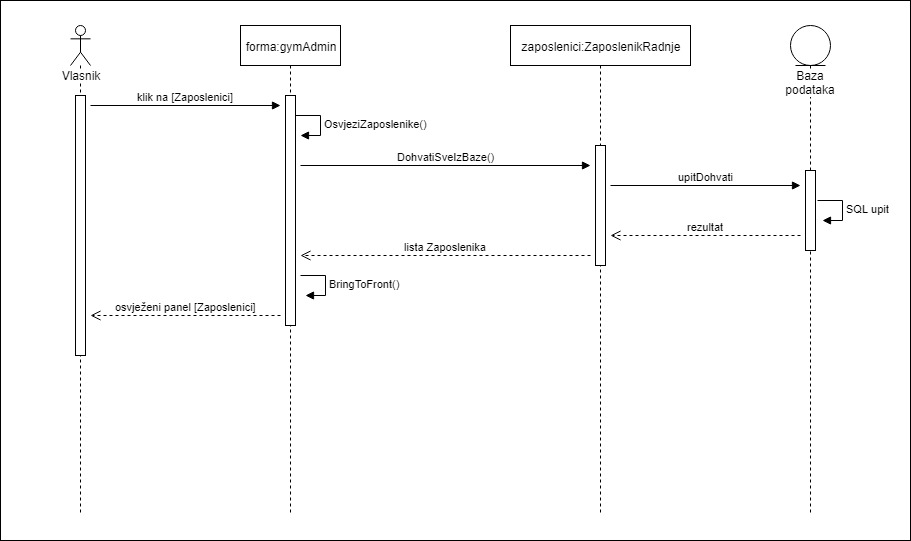 Vlasnik
forma:gymAdmin
zaposlenici:ZaposlenikRadnje
Baza
podataka
klik na [Zaposlenici]
OsvjeziZaposlenike()
DohvatiSveIzBaze()
upitDohvati
SQL upit
rezultat
lista Zaposlenika
BringToFront()
osvježeni panel [Zaposlenici]